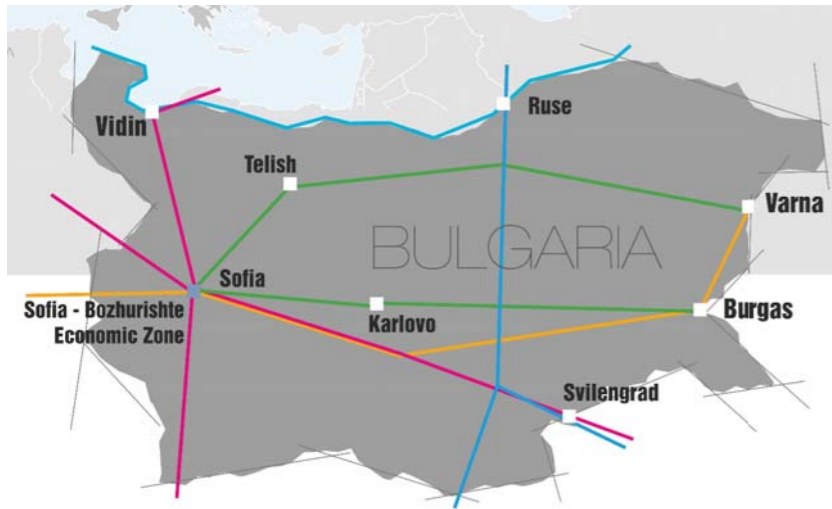 Vidin
Ruse
Telish
Varna
BULGARIA
Sofia
Sofia - Bozhurishte
Economic Zone
Karlovo
Burgas
Svilengrad